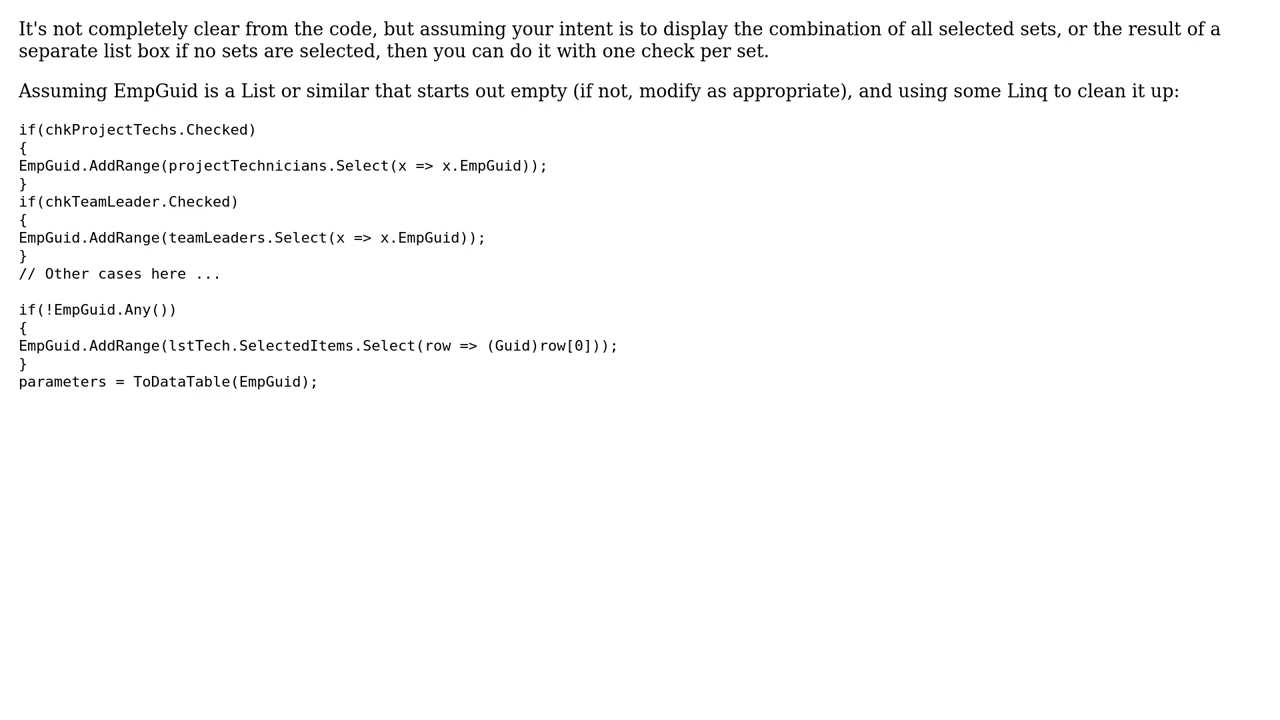 It's not completely clear from the code, but assuming your intent is to display the combination of all selected sets, or the result of a
separate list box if no sets are selected, then you can do it with one check per set.
Assuming EmpGuid is a List or similar that starts out empty (if not, modify as appropriate), and using some Linq to clean it up:
if(chkProjectTechs.Checked)
{
EmpGuid.AddRange(projectTechnicians.Select(x => x.EmpGuid));
}
if(chkTeamLeader.Checked)
{
EmpGuid.AddRange(teamLeaders.Select(x => x.EmpGuid));
}
// Other cases here ...
if(!EmpGuid.Any())
{
EmpGuid.AddRange(lstTech.SelectedItems.Select(row => (Guid)row[0]));
}
parameters = ToDataTable(EmpGuid);